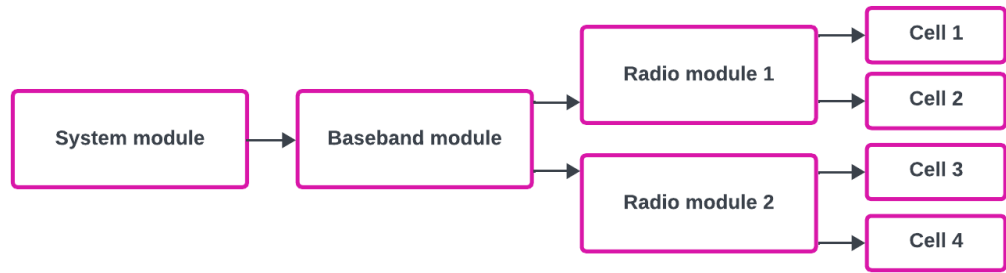 System module
Baseband module
Radio module 1
Radio module 2
Cell 1
Cell 2
Cell 3
Cell 4